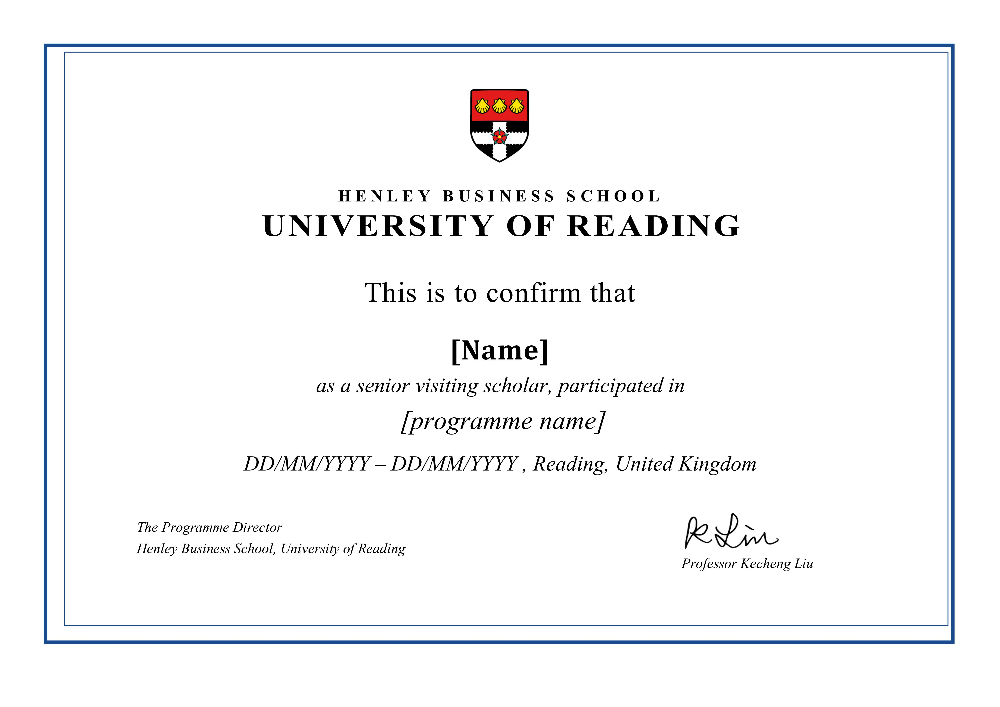 HENLEY BUSINESS SCHOOL
UNIVERSITY OF READING
This is to confirm that
[Name]
as a senior visiting scholar, participated in
[programme name]
DD/MM/YYYY – DD/MM/YYYY , Reading, United Kingdom
The Programme Director
Henley Business School, University of Reading
K Liu
Professor Kecheng Liu